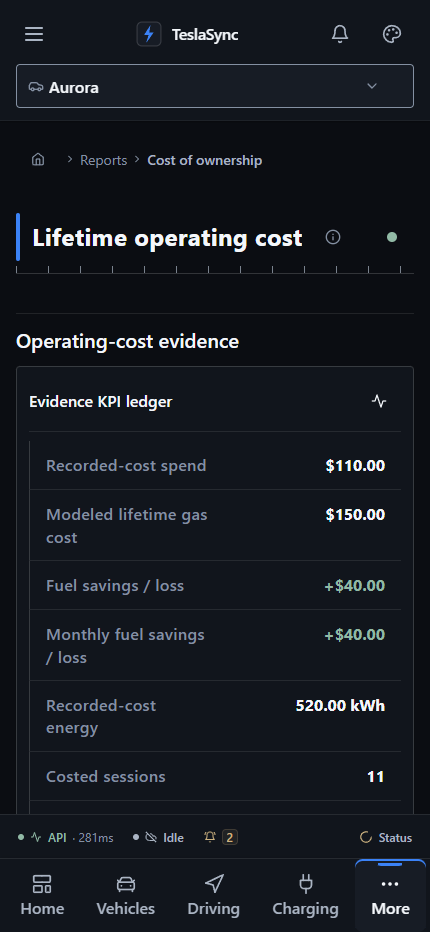 TeslaSync
Aurora
Reports
Cost of ownership
Lifetime operating cost
Operating-cost evidence
Evidence KPI ledger
Recorded-cost spend
$110.00
Modeled lifetime gas
cost
$150.00
Fuel savings / loss
+$40.00
Monthly fuel savings
/ loss
+$40.00
Recorded-cost
energy
520.00 kWh
Costed sessions
11
API · 281ms
Idle
2
Status
Home
Vehicles
Driving
Charging
More